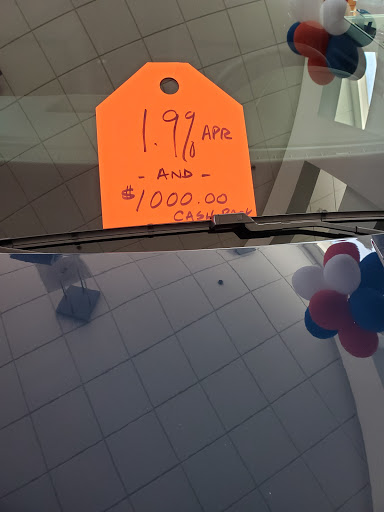 1.9% APR
- AND -
$1000.00
CASH BACK